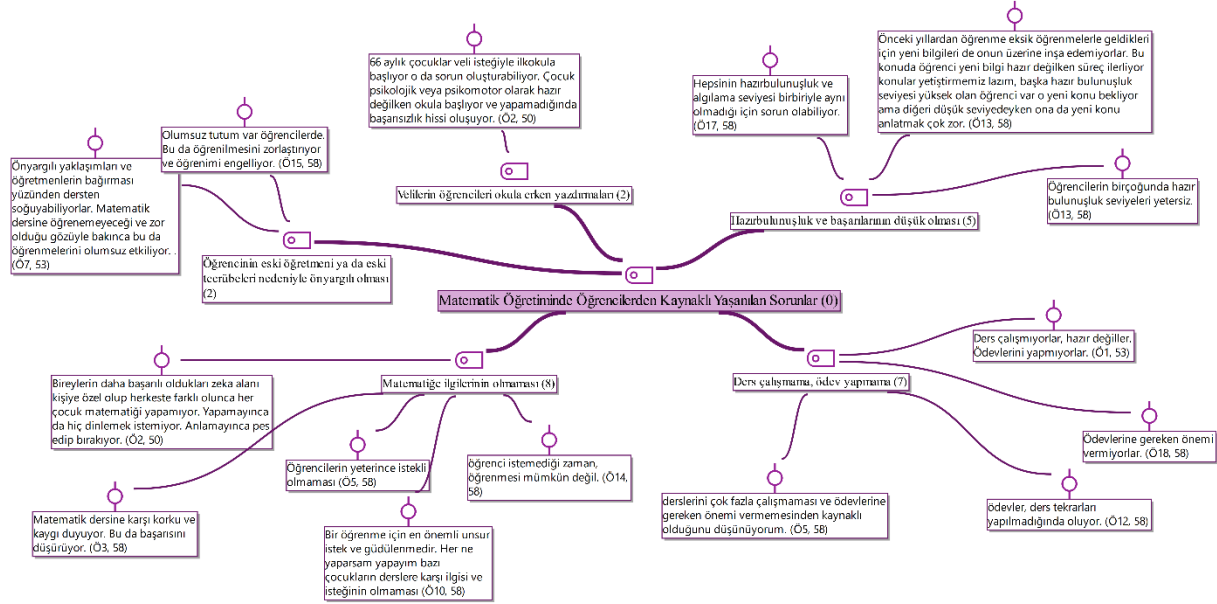 66 aylık çocuklar veli isteğiyle ilkokula
başlıyor o da sorun oluşturabiliyor. Çocuk
psikolojik veya psikomotor olarak hazır
değilken okula başlıyor ve yapamadığında
başarısızlık hissi oluşuyor. (Ö2, 50)
Hepsinin hazırbulunuşluk ve
algılama seviyesi birbiriyle aynı
olmadığı için sorun olabiliyor.
(Ö17, 58)
Önceki yıllardan öğrenme eksik öğrenmelerle geldikleri
için yeni bilgileri de onun üzerine inşa edemiyorlar. Bu
konuda öğrenci yeni bilgi hazır değilken süreç ilerliyor
konular yetiştirmemiz lazım, başka hazır bulunuşluk
seviyesi yüksek olan öğrenci var o yeni konu bekliyor
ama diğeri düşük seviyedeyken ona da yeni konu
anlatmak çok zor. (Ö13, 58)
Olumsuz tutum var öğrencilerde.
Bu da öğrenilmesini zorlaştırıyor
ve öğrenimi engelliyor. (Ö15, 58)
Önyargılı yaklaşımları ve
öğretmenlerin bağırması
yüzünden dersten
soğuyabiliyorlar. Matematik
dersine öğrenemeyeceği ve zor
olduğu gözüyle bakınca bu da
öğrenmelerini olumsuz etkiliyor. .
(Ö7, 53)
Velilerin öğrencileri okula erken yazdırmaları (2)
Hazırbulunuşluk ve başarılarının düşük olması (5)
Öğrencilerin birçoğunda hazır
bulunuşluk seviyeleri yetersiz.
(Ö13, 58)
Öğrencinin eski öğretmeni ya da eski
tecrübeleri nedeniyle önyargılı olması
(2)
Matematik Öğretiminde Öğrencilerden Kaynaklı Yaşanılan Sorunlar (0)
Ders çalışmıyorlar, hazır değiller.
Ödevlerini yapmıyorlar. (Ö1, 53)
Bireylerin daha başarılı oldukları zeka alanı
kişiye özel olup herkeste farklı olunca her
çocuk matematiği yapamıyor. Yapamayınca
da hiç dinlemek istemiyor. Anlamayınca pes
edip bırakıyor. (Ö2, 50)
Matematiğe ilgilerinin olmaması (8)
Ders çalışmama, ödev yapmama (7)
Ödevlerine gereken önemi
vermiyorlar. (Ö18, 58)
Öğrencilerin yeterince istekli
olmaması (Ö5, 58)
öğrenci istemediği zaman,
öğrenmesi mümkün değil. (Ö14,
58)
derslerini çok fazla çalışmaması ve ödevlerine
gereken önemi vermemesinden kaynaklı
olduğunu düşünüyorum. (Ö5, 58)
ödevler, ders tekrarları
yapılmadığında oluyor. (Ö12, 58)
Matematik dersine karşı korku ve
kaygı duyuyor. Bu da başarısını
düşürüyor. (Ö3, 58)
Bir öğrenme için en önemli unsur
istek ve güdülenmedir. Her ne
yaparsam yapayım bazı
çocukların derslere karşı ilgisi ve
isteğinin olmaması (Ö10, 58)